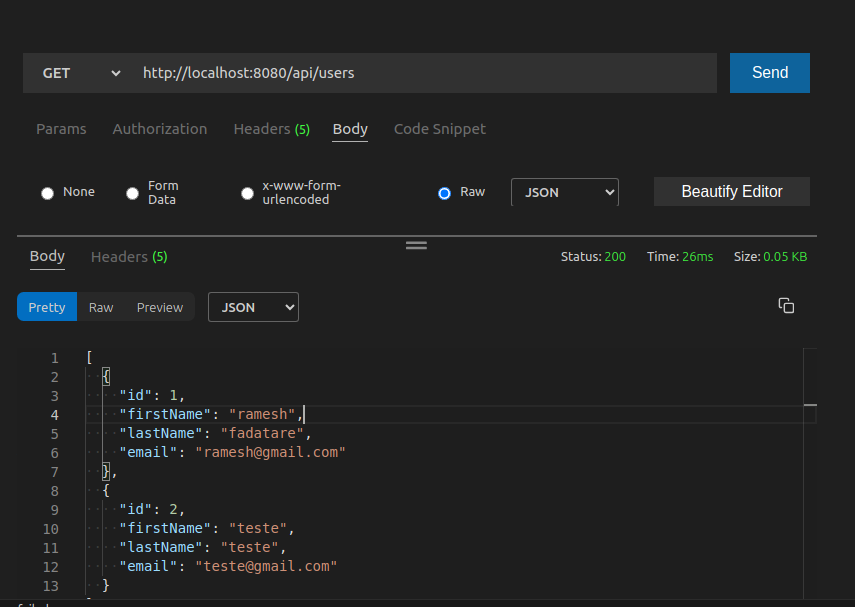 GET http://localhost:8080/api/users Send
Params Authorization Headers (5) Body Code Snippet
None Form Data x-www-form-urlencoded Raw JSON Beautify Editor
Body Headers (5) Status: 200 Time: 26ms Size: 0.05 KB
Pretty Raw Preview JSON
1 [
2 {
3 "id": 1,
4 "firstName": "ramesh",
5 "lastName": "fadatare",
6 "email": "ramesh@gmail.com"
7 },
8 {
9 "id": 2,
10 "firstName": "teste",
11 "lastName": "teste",
12 "email": "teste@gmail.com"
13 }